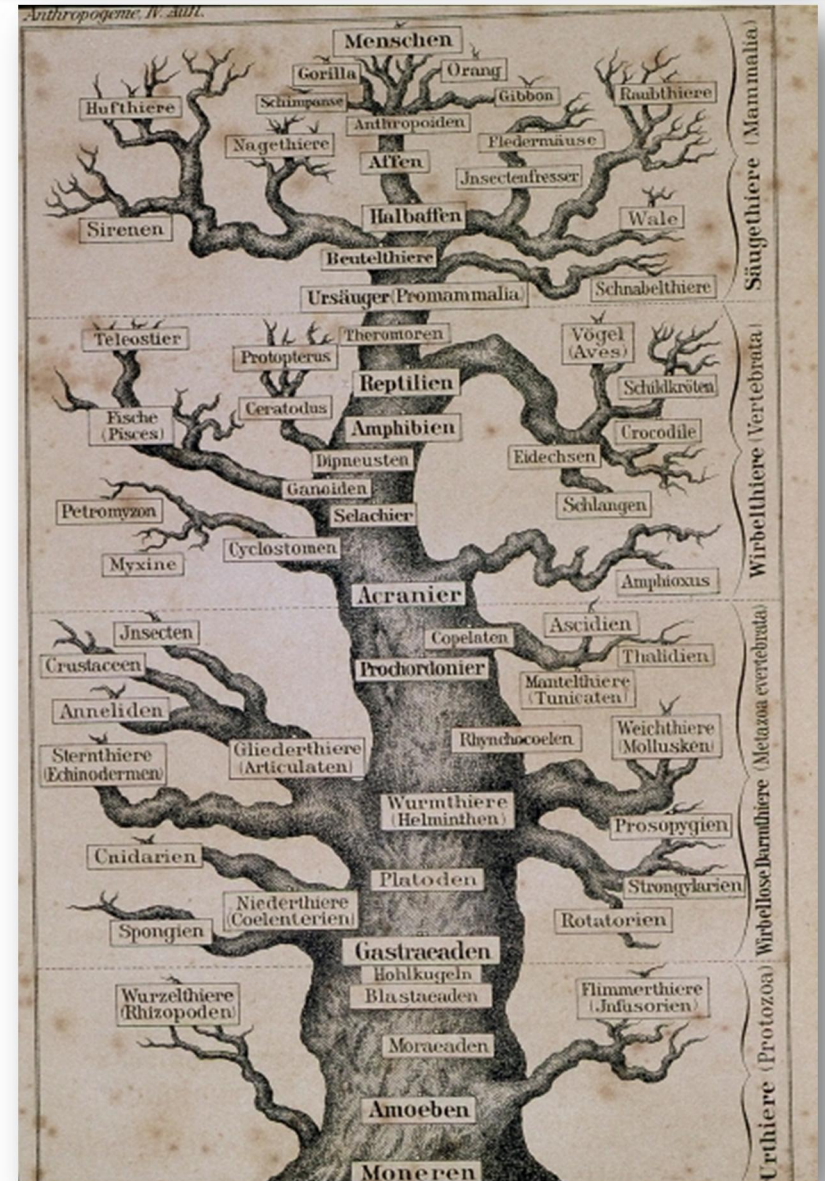 Anthropogenie, IV. Aufl.
Menschen
Gorilla
Orang
Schimpanse
Gibbon
Hufthiere
Raubthiere
Anthropoiden
Nagethiere
Fledermäuse
Affen
Jnsectenfresser
Halbaffen
Wale
Sirenen
Beutelthiere
Schnabelthiere
Ursäuger (Promammalia)
Säugethiere (Mammalia)
Teleostier
Theromoren
Vögel
(Aves)
Protopterus
Reptilien
Schildkröten
Ceratodus
Fische
(Pisces)
Amphibien
Crocodile
Dipneusten
Eidechsen
Ganoiden
Schlangen
Petromyzon
Selachier
Cyclostomen
Myxine
Amphioxus
Acranier
Wirbelthiere (Vertebrata)
Jnsecten
Ascidien
Copelaten
Crustaceen
Prochordonier
Thalidien
Mantelthiere
(Tunicaten)
Anneliden
Gliederthiere
(Articulaten)
Rhynchocoelen
Weichthiere
(Mollusken)
Sternthiere
(Echinodermen)
Wurmthiere
(Helminthen)
Prosopygien
Cnidarien
Platoden
Strongylarien
Niederthiere
(Coelenterien)
Rotatorien
Spongien
Gastraeaden
Wirbellose Darmthiere (Metazoa evertebrata)
Hohlkugeln
Blastaeaden
Wurzelthiere
(Rhizopoden)
Flimmerthiere
(Jnfusorien)
Moraeaden
Amoeben
Moneren
Urthiere (Protozoa)